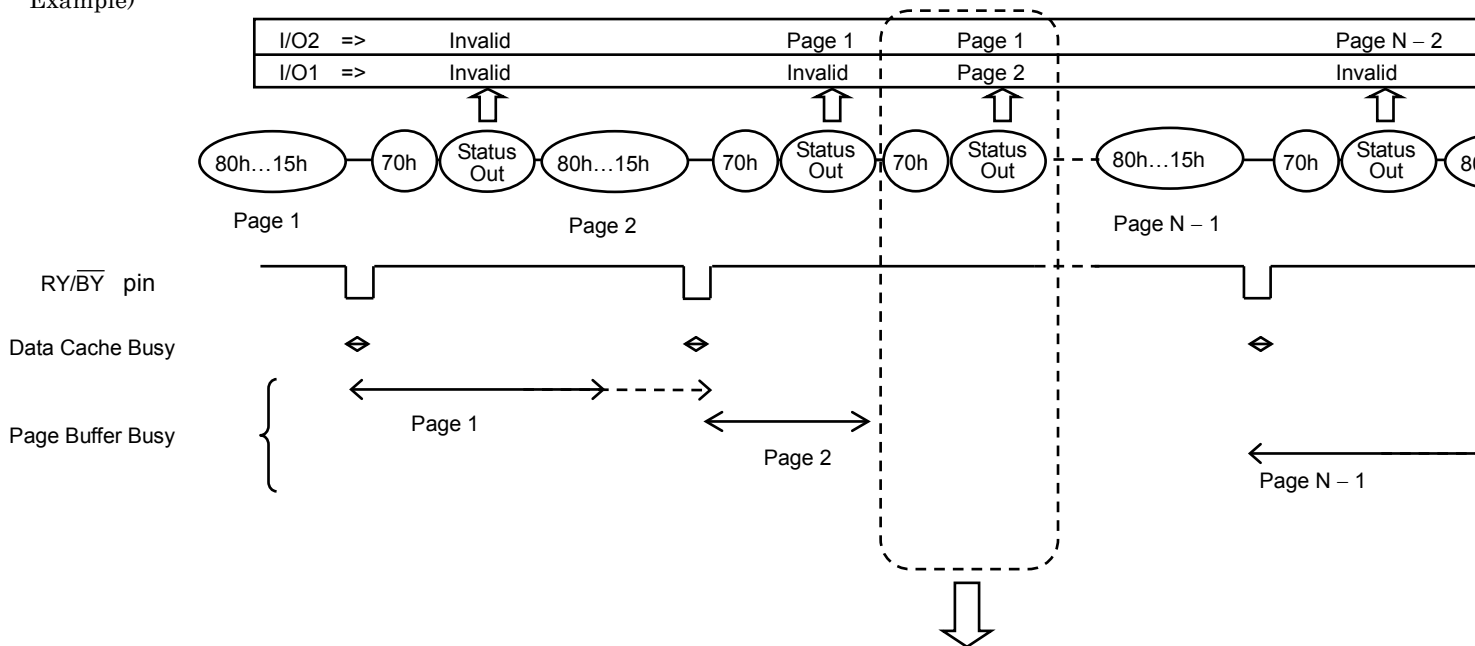 Example)
I/O2 => Invalid Page 1 Page 1 Page N – 2
I/O1 => Invalid Invalid Page 2 Invalid
80h…15h 70h Status Out 80h…15h 70h Status Out 70h Status Out 80h…15h 70h Status Out 80
Page 1 Page 2 Page N – 1
RY/B̅Y̅ pin
Data Cache Busy
Page 1
Page Buffer Busy
Page 2
Page N – 1